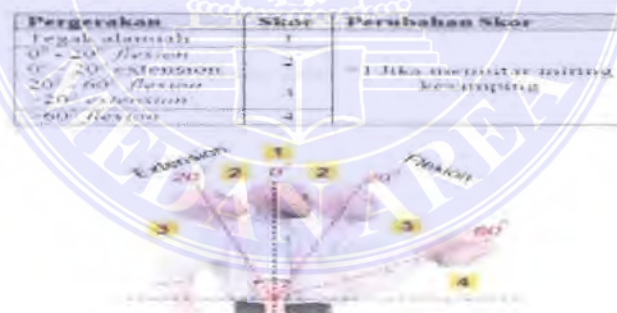 Pergerakan Skor Perubahan Skor
Tegak alamiah 1
0° - 20° flexion
0° - 20° extension 2 +1 Jika memutar miring
20° - 60° flexion kesamping
20° extension 3
60° flexion 4
Extension 1 Flexion
20° 2 0° 2 20°
3 3 60°
4
MEDAN AREA